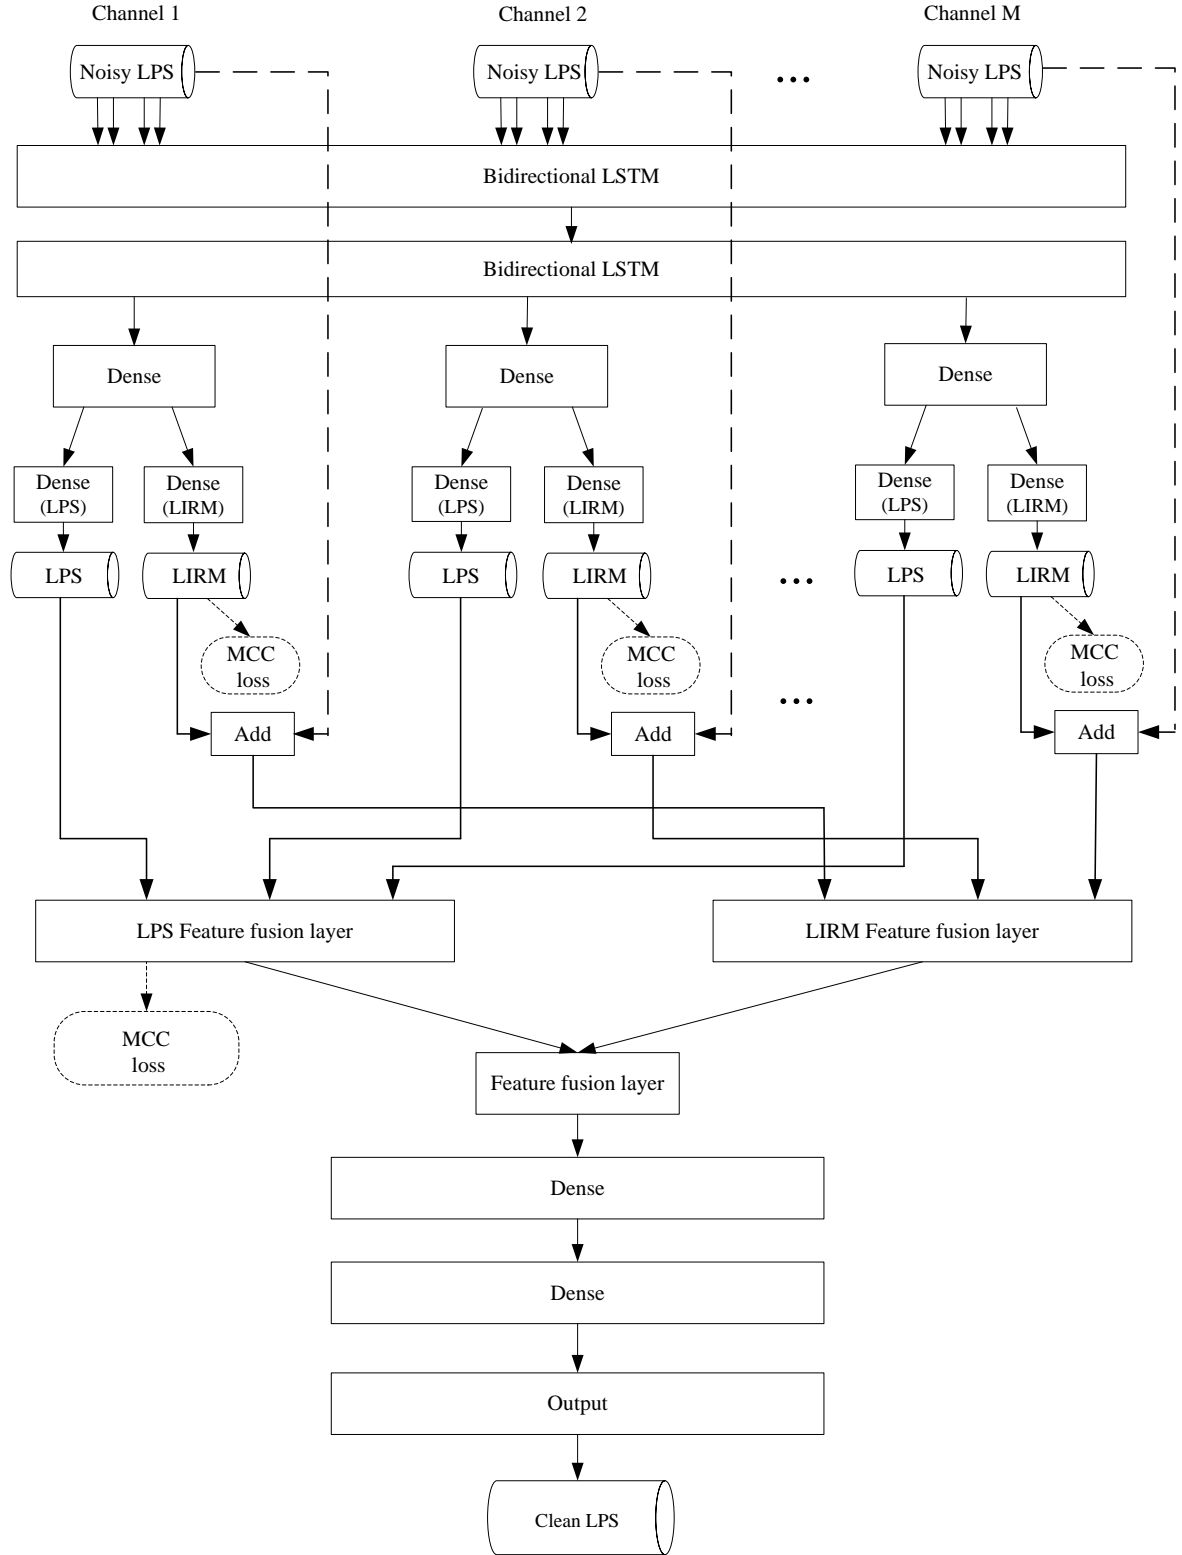 Channel 1
Channel 2
Channel M
Noisy LPS
Noisy LPS
...
Noisy LPS
Bidirectional LSTM
Bidirectional LSTM
Dense
Dense
Dense
Dense
(LPS)
Dense
(LIRM)
Dense
(LPS)
Dense
(LIRM)
Dense
(LPS)
Dense
(LIRM)
LPS
LIRM
LPS
LIRM
...
LPS
LIRM
MCC
loss
MCC
loss
MCC
loss
...
Add
Add
Add
LPS Feature fusion layer
LIRM Feature fusion layer
MCC
loss
Feature fusion layer
Dense
Dense
Output
Clean LPS